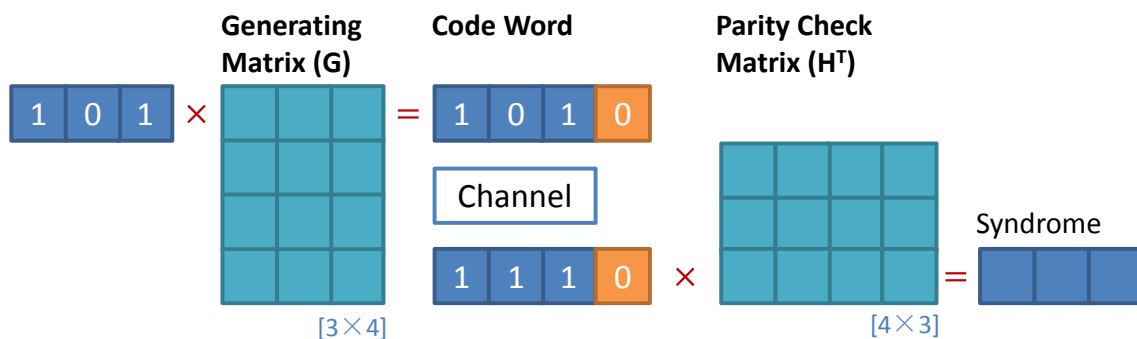 Generating
Matrix (G)
Code Word
Parity Check
Matrix (Hᵀ)
1 0 1 × = 1 0 1 0
Channel
Syndrome
1 1 1 0 × =
[3×4]
[4×3]